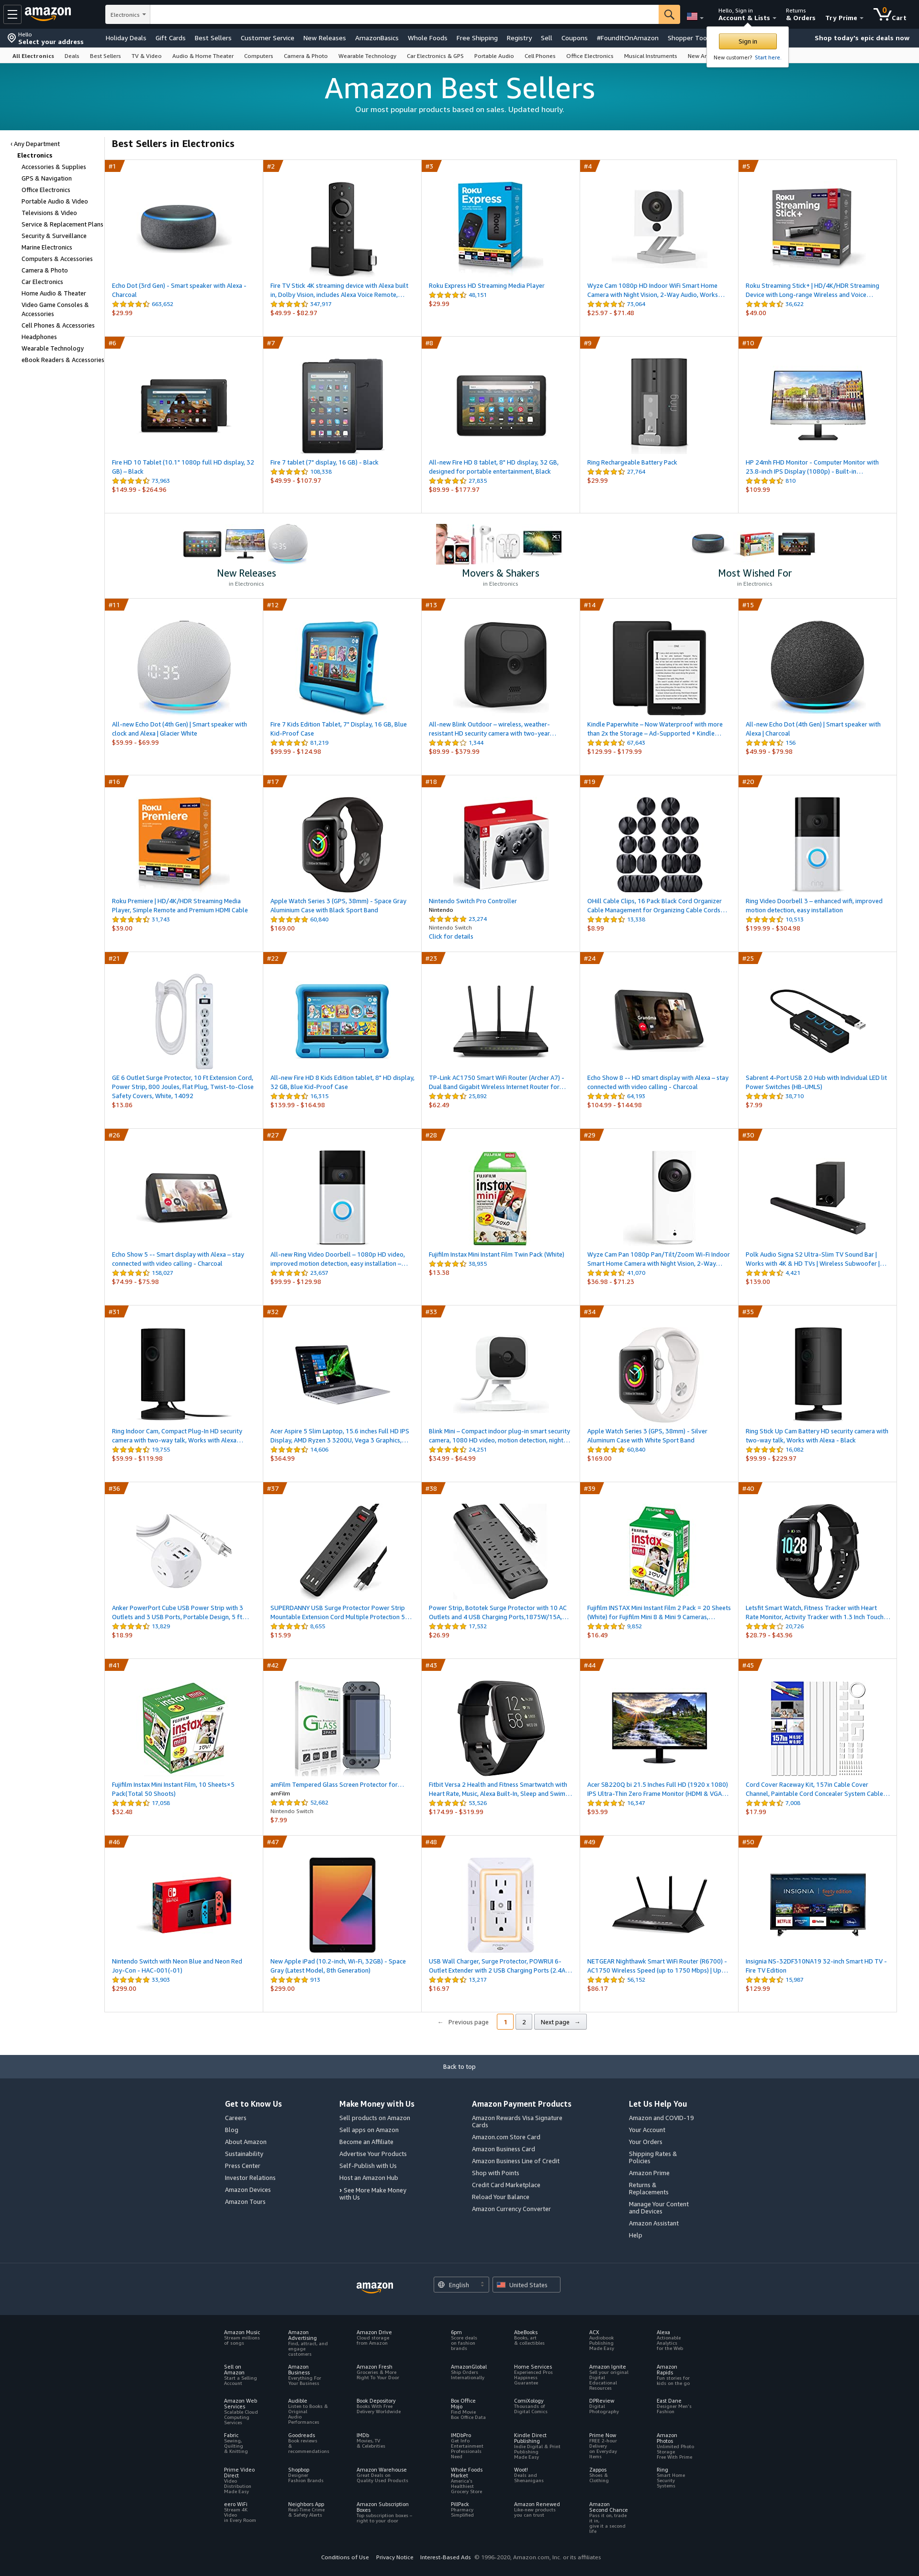 Hello
Select your address
amazon
Electronics
Hello, Sign in
Account & Lists
Returns
& Orders
Try Prime
0
Cart
Holiday Deals Gift Cards Best Sellers Customer Service New Releases AmazonBasics Whole Foods Free Shipping Registry Sell Coupons #FoundItOnAmazon
Shop today's epic deals now
Sign in
New customer? Start here.
All Electronics Deals Best Sellers TV & Video Audio & Home Theater Computers Camera & Photo Wearable Technology Car Electronics & GPS Portable Audio Cell Phones Office Electronics Musical Instruments
Amazon Best Sellers
Our most popular products based on sales. Updated hourly.
‹ Any Department
Electronics
Accessories & Supplies
GPS & Navigation
Office Electronics
Portable Audio & Video
Televisions & Video
Service & Replacement Plans
Security & Surveillance
Marine Electronics
Computers & Accessories
Camera & Photo
Car Electronics
Home Audio & Theater
Video Game Consoles &
Accessories
Cell Phones & Accessories
Headphones
Wearable Technology
eBook Readers & Accessories
Best Sellers in Electronics
#1
Echo Dot (3rd Gen) - Smart speaker with Alexa -
Charcoal
663,652
$29.99
#2
Fire TV Stick 4K streaming device with Alexa built
in, Dolby Vision, includes Alexa Voice Remote,…
347,917
$49.99 - $82.97
#3
Roku Express HD Streaming Media Player
48,151
$29.99
#4
Wyze Cam 1080p HD Indoor WiFi Smart Home
Camera with Night Vision, 2-Way Audio, Works…
73,064
$25.97 - $71.48
#5
Roku Streaming Stick+ | HD/4K/HDR Streaming
Device with Long-range Wireless and Voice…
36,622
$49.00
#6
Fire HD 10 Tablet (10.1" 1080p full HD display, 32
GB) – Black
73,963
$149.99 - $264.96
#7
Fire 7 tablet (7" display, 16 GB) - Black
108,338
$49.99 - $107.97
#8
All-new Fire HD 8 tablet, 8" HD display, 32 GB,
designed for portable entertainment, Black
27,835
$89.99 - $177.97
#9
Ring Rechargeable Battery Pack
27,764
$29.99
#10
HP 24mh FHD Monitor - Computer Monitor with
23.8-inch IPS Display (1080p) - Built-in…
810
$109.99
New Releases
in Electronics
Movers & Shakers
in Electronics
Most Wished For
in Electronics
#11
All-new Echo Dot (4th Gen) | Smart speaker with
clock and Alexa | Glacier White
$59.99 - $69.99
#12
Fire 7 Kids Edition Tablet, 7" Display, 16 GB, Blue
Kid-Proof Case
81,219
$99.99 - $124.98
#13
All-new Blink Outdoor – wireless, weather-
resistant HD security camera with two-year…
1,344
$89.99 - $379.99
#14
Kindle Paperwhite – Now Waterproof with more
than 2x the Storage – Ad-Supported + Kindle…
67,643
$129.99 - $179.99
#15
All-new Echo Dot (4th Gen) | Smart speaker with
Alexa | Charcoal
156
$49.99 - $79.98
#16
Roku Premiere | HD/4K/HDR Streaming Media
Player, Simple Remote and Premium HDMI Cable
31,743
$39.00
#17
Apple Watch Series 3 (GPS, 38mm) - Space Gray
Aluminium Case with Black Sport Band
60,840
$169.00
#18
Nintendo Switch Pro Controller
Nintendo
23,274
Nintendo Switch
Click for details
#19
OHill Cable Clips, 16 Pack Black Cord Organizer
Cable Management for Organizing Cable Cords…
13,338
$8.99
#20
Ring Video Doorbell 3 – enhanced wifi, improved
motion detection, easy installation
10,513
$199.99 - $304.98
#21
GE 6 Outlet Surge Protector, 10 Ft Extension Cord,
Power Strip, 800 Joules, Flat Plug, Twist-to-Close
Safety Covers, White, 14092
$13.86
#22
All-new Fire HD 8 Kids Edition tablet, 8" HD display,
32 GB, Blue Kid-Proof Case
16,315
$139.99 - $164.98
#23
TP-Link AC1750 Smart WiFi Router (Archer A7) -
Dual Band Gigabit Wireless Internet Router for…
25,892
$62.49
#24
Echo Show 8 -- HD smart display with Alexa – stay
connected with video calling - Charcoal
64,193
$104.99 - $144.98
#25
Sabrent 4-Port USB 2.0 Hub with Individual LED lit
Power Switches (HB-UMLS)
38,710
$7.99
#26
Echo Show 5 -- Smart display with Alexa – stay
connected with video calling - Charcoal
158,027
$74.99 - $75.98
#27
All-new Ring Video Doorbell – 1080p HD video,
improved motion detection, easy installation –…
23,657
$99.99 - $129.98
#28
Fujifilm Instax Mini Instant Film Twin Pack (White)
38,935
$13.38
#29
Wyze Cam Pan 1080p Pan/Tilt/Zoom Wi-Fi Indoor
Smart Home Camera with Night Vision, 2-Way…
41,070
$36.98 - $71.23
#30
Polk Audio Signa S2 Ultra-Slim TV Sound Bar |
Works with 4K & HD TVs | Wireless Subwoofer |…
4,421
$139.00
#31
Ring Indoor Cam, Compact Plug-In HD security
camera with two-way talk, Works with Alexa…
19,755
$59.99 - $119.98
#32
Acer Aspire 5 Slim Laptop, 15.6 inches Full HD IPS
Display, AMD Ryzen 3 3200U, Vega 3 Graphics,…
14,606
$364.99
#33
Blink Mini – Compact indoor plug-in smart security
camera, 1080 HD video, motion detection, night…
24,251
$34.99 - $64.99
#34
Apple Watch Series 3 (GPS, 38mm) - Silver
Aluminum Case with White Sport Band
60,840
$169.00
#35
Ring Stick Up Cam Battery HD security camera with
two-way talk, Works with Alexa - Black
16,082
$99.99 - $229.97
#36
Anker PowerPort Cube USB Power Strip with 3
Outlets and 3 USB Ports, Portable Design, 5 ft…
13,829
$18.99
#37
SUPERDANNY USB Surge Protector Power Strip
Mountable Extension Cord Multiple Protection 5…
8,655
$15.99
#38
Power Strip, Bototek Surge Protector with 10 AC
Outlets and 4 USB Charging Ports,1875W/15A,…
17,532
$26.99
#39
Fujifilm INSTAX Mini Instant Film 2 Pack = 20 Sheets
(White) for Fujifilm Mini 8 & Mini 9 Cameras,…
9,852
$16.49
#40
Letsfit Smart Watch, Fitness Tracker with Heart
Rate Monitor, Activity Tracker with 1.3 Inch Touch…
20,726
$28.79 - $43.96
#41
Fujifilm Instax Mini Instant Film, 10 Sheets×5
Pack(Total 50 Shoots)
17,058
$32.48
#42
amFilm Tempered Glass Screen Protector for…
amFilm
52,682
Nintendo Switch
$7.99
#43
Fitbit Versa 2 Health and Fitness Smartwatch with
Heart Rate, Music, Alexa Built-In, Sleep and Swim…
53,526
$174.99 - $319.99
#44
Acer SB220Q bi 21.5 Inches Full HD (1920 x 1080)
IPS Ultra-Thin Zero Frame Monitor (HDMI & VGA…
16,347
$93.99
#45
Cord Cover Raceway Kit, 157in Cable Cover
Channel, Paintable Cord Concealer System Cable…
7,008
$17.99
#46
Nintendo Switch with Neon Blue and Neon Red
Joy-Con - HAC-001(-01)
33,903
$299.00
#47
New Apple iPad (10.2-inch, Wi-Fi, 32GB) - Space
Gray (Latest Model, 8th Generation)
913
$299.00
#48
USB Wall Charger, Surge Protector, POWRUI 6-
Outlet Extender with 2 USB Charging Ports (2.4A…
13,217
$16.97
#49
NETGEAR Nighthawk Smart WiFi Router (R6700) -
AC1750 Wireless Speed (up to 1750 Mbps) | Up…
56,152
$86.17
#50
Insignia NS-32DF310NA19 32-inch Smart HD TV -
Fire TV Edition
15,987
$129.99
← Previous page 1 2 Next page →
Back to top
Get to Know Us
Careers
Blog
About Amazon
Sustainability
Press Center
Investor Relations
Amazon Devices
Amazon Tours
Make Money with Us
Sell products on Amazon
Sell apps on Amazon
Become an Affiliate
Advertise Your Products
Self-Publish with Us
Host an Amazon Hub
› See More Make Money
with Us
Amazon Payment Products
Amazon Rewards Visa Signature
Cards
Amazon.com Store Card
Amazon Business Card
Amazon Business Line of Credit
Shop with Points
Credit Card Marketplace
Reload Your Balance
Amazon Currency Converter
Let Us Help You
Amazon and COVID-19
Your Account
Your Orders
Shipping Rates &
Policies
Amazon Prime
Returns &
Replacements
Manage Your Content
and Devices
Amazon Assistant
Help
amazon
English
United States
Amazon Music
Stream millions
of songs
Amazon
Advertising
Find, attract, and
engage
customers
Amazon Drive
Cloud storage
from Amazon
6pm
Score deals
on fashion
brands
AbeBooks
Books, art
& collectibles
ACX
Audiobook
Publishing
Made Easy
Alexa
Actionable
Analytics
for the Web
Sell on
Amazon
Start a Selling
Account
Amazon
Business
Everything For
Your Business
Amazon Fresh
Groceries & More
Right To Your Door
AmazonGlobal
Ship Orders
Internationally
Home Services
Experienced Pros
Happiness
Guarantee
Amazon Ignite
Sell your original
Digital
Educational
Resources
Amazon
Rapids
Fun stories for
kids on the go
Amazon Web
Services
Scalable Cloud
Computing
Services
Audible
Listen to Books &
Original
Audio
Performances
Book Depository
Books With Free
Delivery Worldwide
Box Office
Mojo
Find Movie
Box Office Data
ComiXology
Thousands of
Digital Comics
DPReview
Digital
Photography
East Dane
Designer Men's
Fashion
Fabric
Sewing,
Quilting
& Knitting
Goodreads
Book reviews
&
recommendations
IMDb
Movies, TV
& Celebrities
IMDbPro
Get Info
Entertainment
Professionals
Need
Kindle Direct
Publishing
Indie Digital & Print
Publishing
Made Easy
Prime Now
FREE 2-hour
Delivery
on Everyday
Items
Amazon
Photos
Unlimited Photo
Storage
Free With Prime
Prime Video
Direct
Video
Distribution
Made Easy
Shopbop
Designer
Fashion Brands
Amazon Warehouse
Great Deals on
Quality Used Products
Whole Foods
Market
America's
Healthiest
Grocery Store
Woot!
Deals and
Shenanigans
Zappos
Shoes &
Clothing
Ring
Smart Home
Security
Systems
eero WiFi
Stream 4K
Video
in Every Room
Neighbors App
Real-Time Crime
& Safety Alerts
Amazon Subscription
Boxes
Top subscription boxes –
right to your door
PillPack
Pharmacy
Simplified
Amazon Renewed
Like-new products
you can trust
Amazon
Second Chance
Pass it on, trade
it in,
give it a second
life
Conditions of Use Privacy Notice Interest-Based Ads © 1996-2020, Amazon.com, Inc. or its affiliates